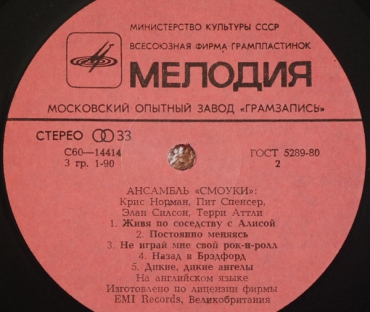 МИНИСТЕРСТВО КУЛЬТУРЫ СССР
ВСЕСОЮЗНАЯ ФИРМА ГРАМПЛАСТИНОК
МЕЛОДИЯ
МОСКОВСКИЙ ОПЫТНЫЙ ЗАВОД «ГРАМЗАПИСЬ»
СТЕРЕО 33
С60—14414
3 гр. 1-90
ГОСТ 5289-80
2
АНСАМБЛЬ «СМОУКИ»:
Крис Норман, Пит Спенсер,
Элан Силсон, Терри Аттли
1. Живя по соседству с Алисой
2. Постоянно меняясь
3. Не играй мне свой рок-н-ролл
4. Назад в Брэдфорд
5. Дикие, дикие ангелы
На английском языке
Изготовлено по лицензии фирмы
EMI Records, Великобритания